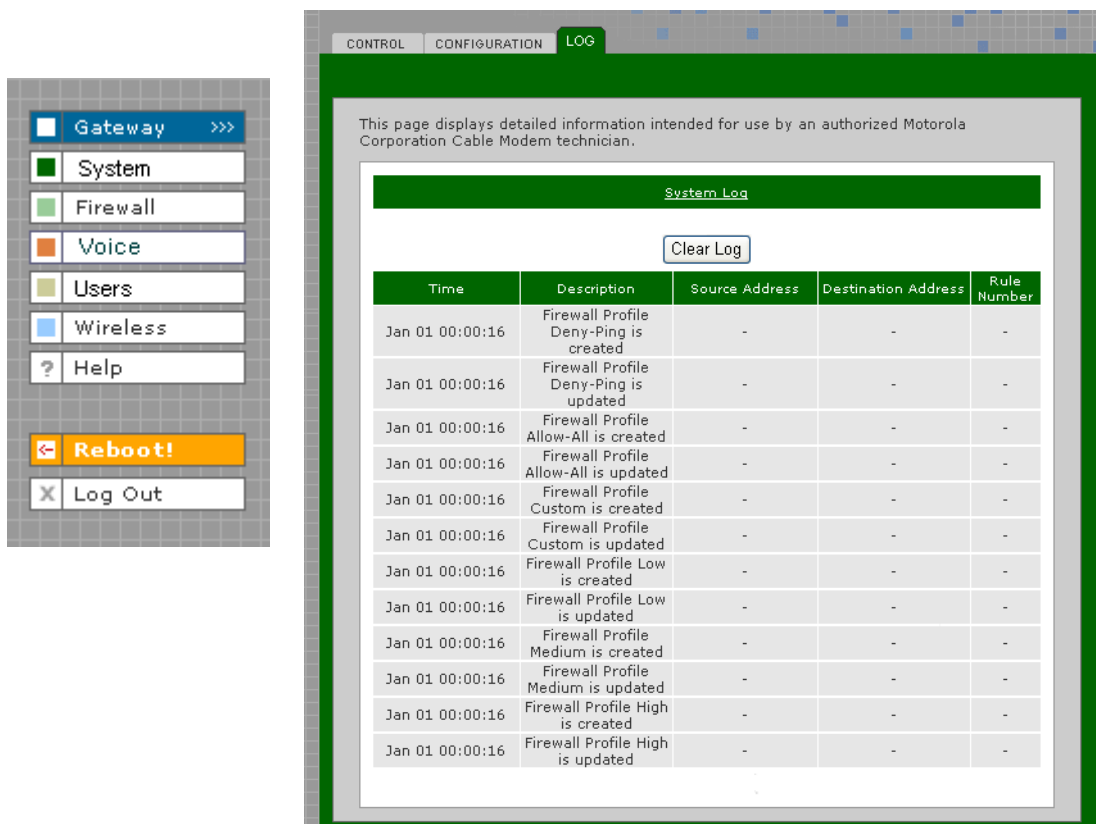 Gateway >>>
System
Firewall
Voice
Users
Wireless
? Help
Reboot!
X Log Out
CONTROL CONFIGURATION LOG
This page displays detailed information intended for use by an authorized Motorola
Corporation Cable Modem technician.
System Log
Clear Log
Time Description Source Address Destination Address Rule
Number
Jan 01 00:00:16 Firewall Profile
Deny-Ping is
created - - -
Jan 01 00:00:16 Firewall Profile
Deny-Ping is
updated - - -
Jan 01 00:00:16 Firewall Profile
Allow-All is created - - -
Jan 01 00:00:16 Firewall Profile
Allow-All is updated - - -
Jan 01 00:00:16 Firewall Profile
Custom is created - - -
Jan 01 00:00:16 Firewall Profile
Custom is updated - - -
Jan 01 00:00:16 Firewall Profile Low
is created - - -
Jan 01 00:00:16 Firewall Profile Low
is updated - - -
Jan 01 00:00:16 Firewall Profile
Medium is created - - -
Jan 01 00:00:16 Firewall Profile
Medium is updated - - -
Jan 01 00:00:16 Firewall Profile High
is created - - -
Jan 01 00:00:16 Firewall Profile High
is updated - - -